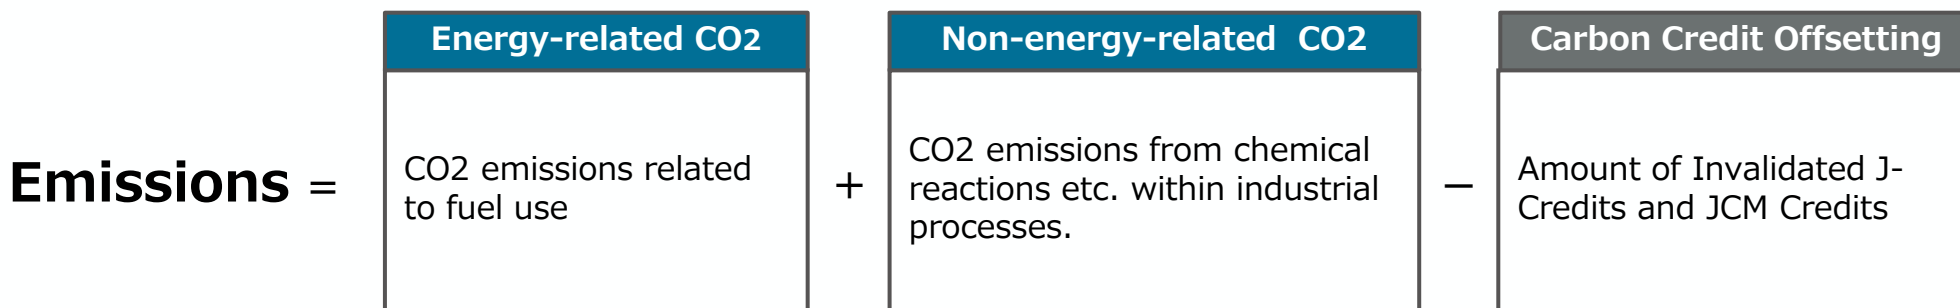 Energy-related CO2
Non-energy-related CO2
Carbon Credit Offsetting
Emissions =
CO2 emissions related
to fuel use
+
CO2 emissions from chemical
reactions etc. within industrial
processes.
−
Amount of Invalidated J-
Credits and JCM Credits